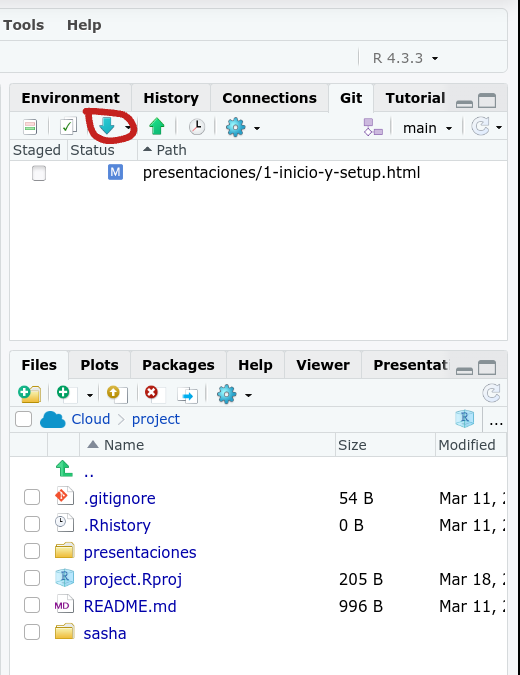 Tools Help
R 4.3.3
Environment History Connections Git Tutorial
main
Staged Status Path
M presentaciones/1-inicio-y-setup.html
Files Plots Packages Help Viewer Presentat
Cloud project ...
Name Size Modified
..
.gitignore 54 B Mar 11, 2
.Rhistory 0 B Mar 11, 2
presentaciones
R project.Rproj 205 B Mar 18, 2
MD README.md 996 B Mar 11, 2
sasha